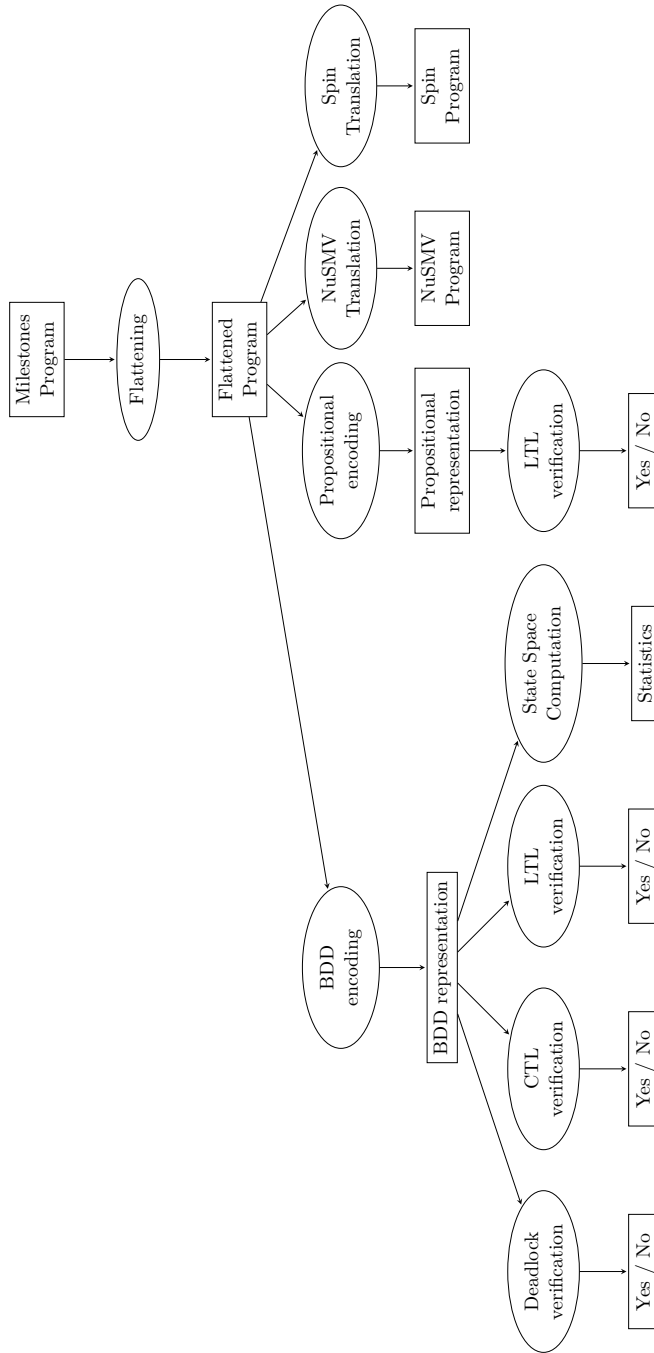 Milestones
Program
Flattening
Flattened
Program
BDD
encoding
Propositional
encoding
NuSMV
Translation
Spin
Translation
BDD representation
Propositional
representation
NuSMV
Program
Spin
Program
Deadlock
verification
CTL
verification
LTL
verification
State Space
Computation
LTL
verification
Yes / No
Yes / No
Yes / No
Statistics
Yes / No